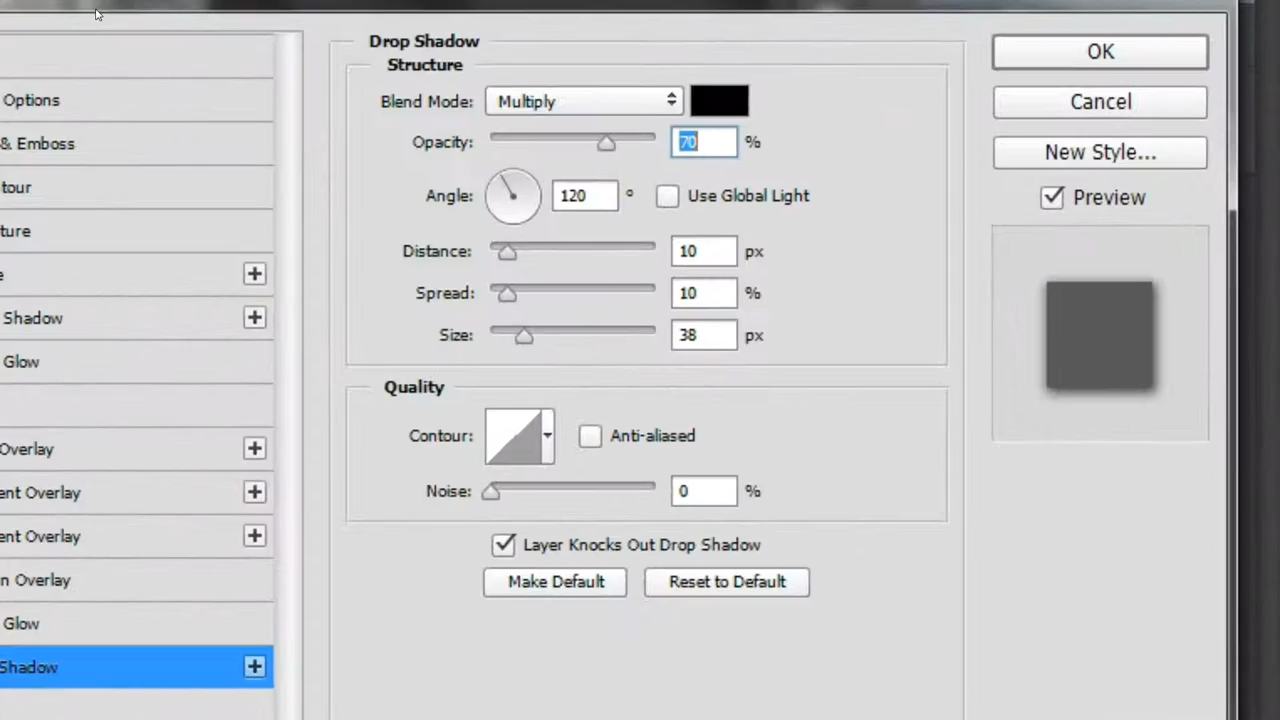 Drop Shadow
Structure
Blend Mode: Multiply
Opacity: 70 %
Angle: 120 ° Use Global Light
Distance: 10 px
Spread: 10 %
Size: 38 px
Quality
Contour: Anti-aliased
Noise: 0 %
Layer Knocks Out Drop Shadow
Make Default Reset to Default
OK
Cancel
New Style...
Preview
Options
& Emboss
tour
ture
e
Shadow
Glow
Overlay
ent Overlay
ent Overlay
n Overlay
Glow
Shadow